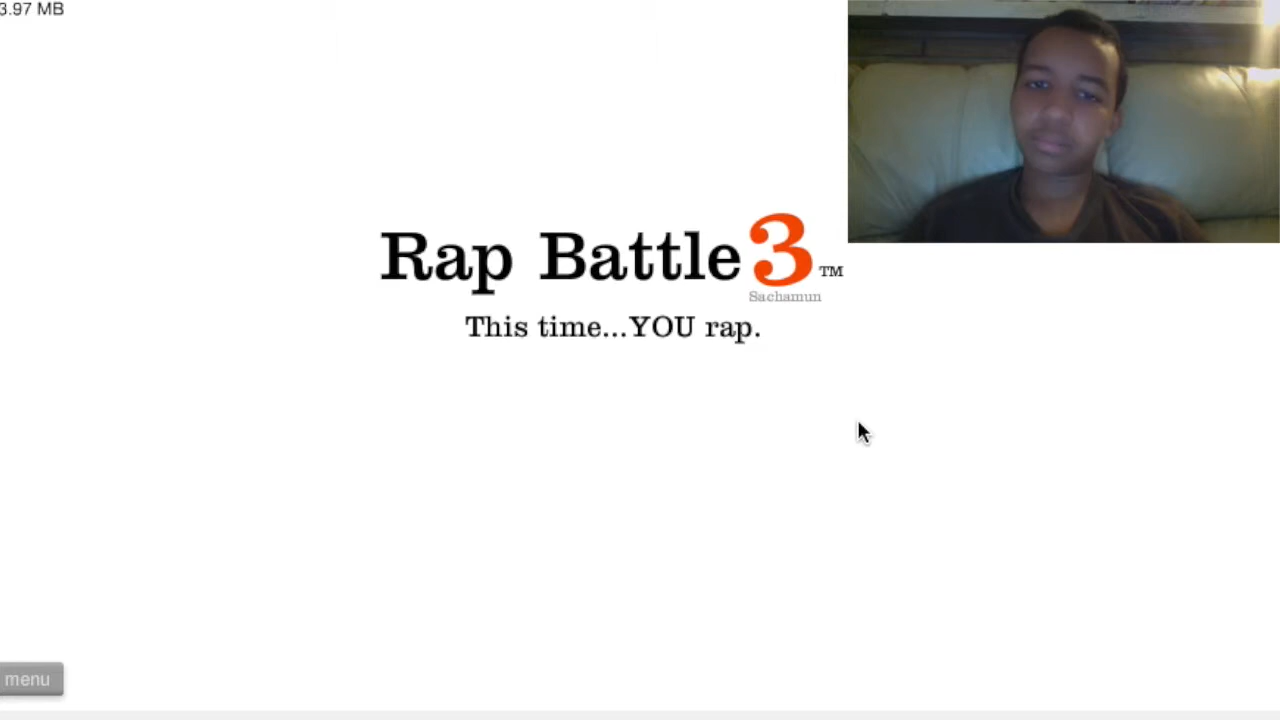 3.97 MB
Rap Battle 3 ™
Sachamun
This time...YOU rap.
menu